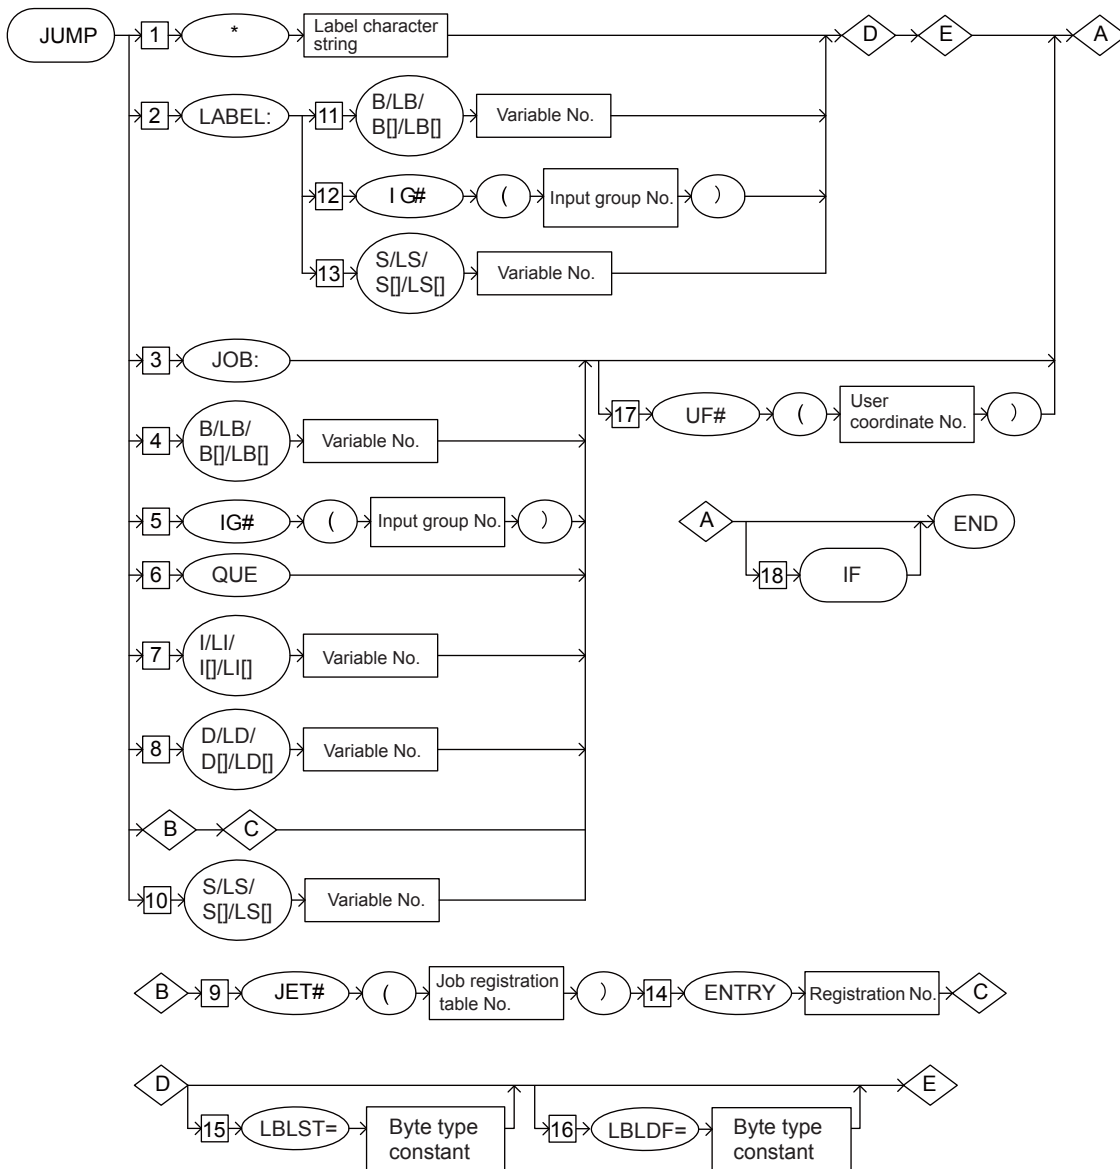 JUMP 1 * Label character string D E A
2 LABEL: 11 B/LB/ B[]/LB[] Variable No.
12 IG# ( Input group No. )
13 S/LS/ S[]/LS[] Variable No.
3 JOB:
17 UF# ( User coordinate No. )
4 B/LB/ B[]/LB[] Variable No.
5 IG# ( Input group No. )
A END
6 QUE
18 IF
7 I/LI/ I[]/LI[] Variable No.
8 D/LD/ D[]/LD[] Variable No.
B C
10 S/LS/ S[]/LS[] Variable No.
B 9 JET# ( Job registration table No. ) 14 ENTRY Registration No. C
D E
15 LBLST= Byte type constant 16 LBLDF= Byte type constant